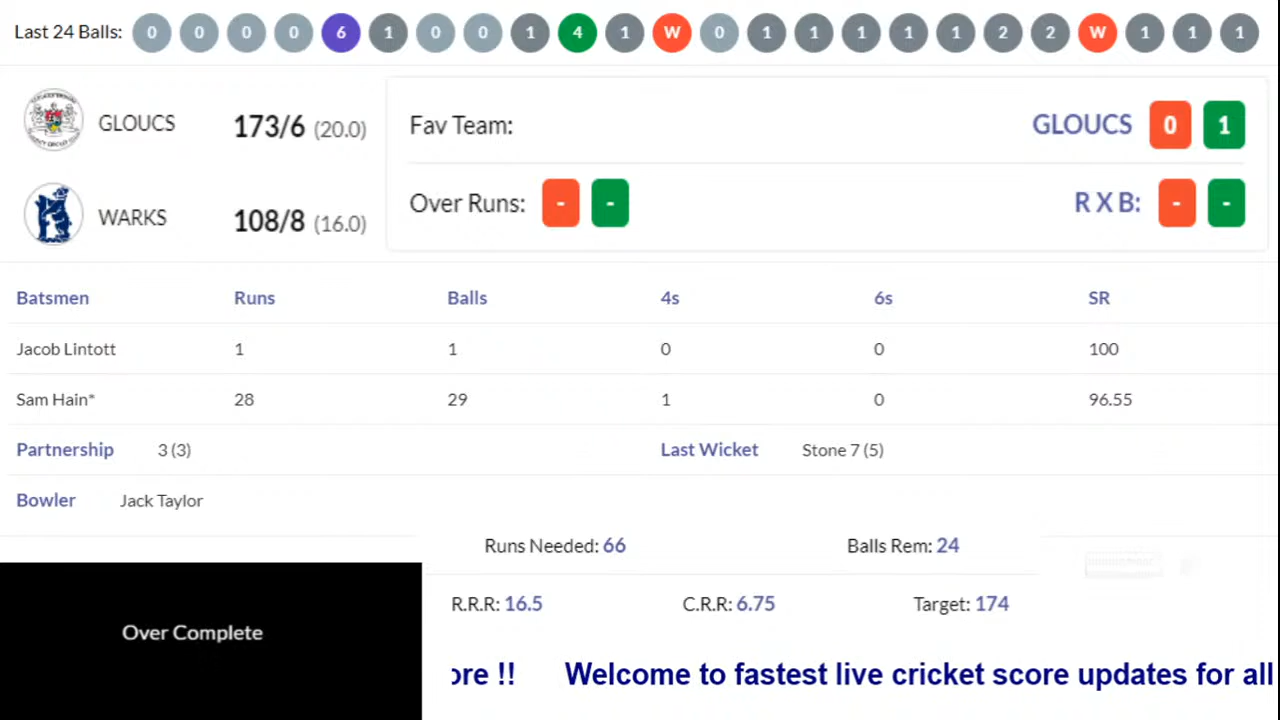 Last 24 Balls: 0 0 0 0 6 1 0 0 1 4 1 W 0 1 1 1 1 1 2 2 W 1 1 1
GLOUCS 173/6 (20.0)
Fav Team: GLOUCS 0 1
WARKS 108/8 (16.0)
Over Runs: - - R X B: - -
Batsmen Runs Balls 4s 6s SR
Jacob Lintott 1 1 0 0 100
Sam Hain* 28 29 1 0 96.55
Partnership 3 (3) Last Wicket Stone 7 (5)
Bowler Jack Taylor
Runs Needed: 66 Balls Rem: 24
R.R.R: 16.5 C.R.R: 6.75 Target: 174
Over Complete
ore !! Welcome to fastest live cricket score updates for all